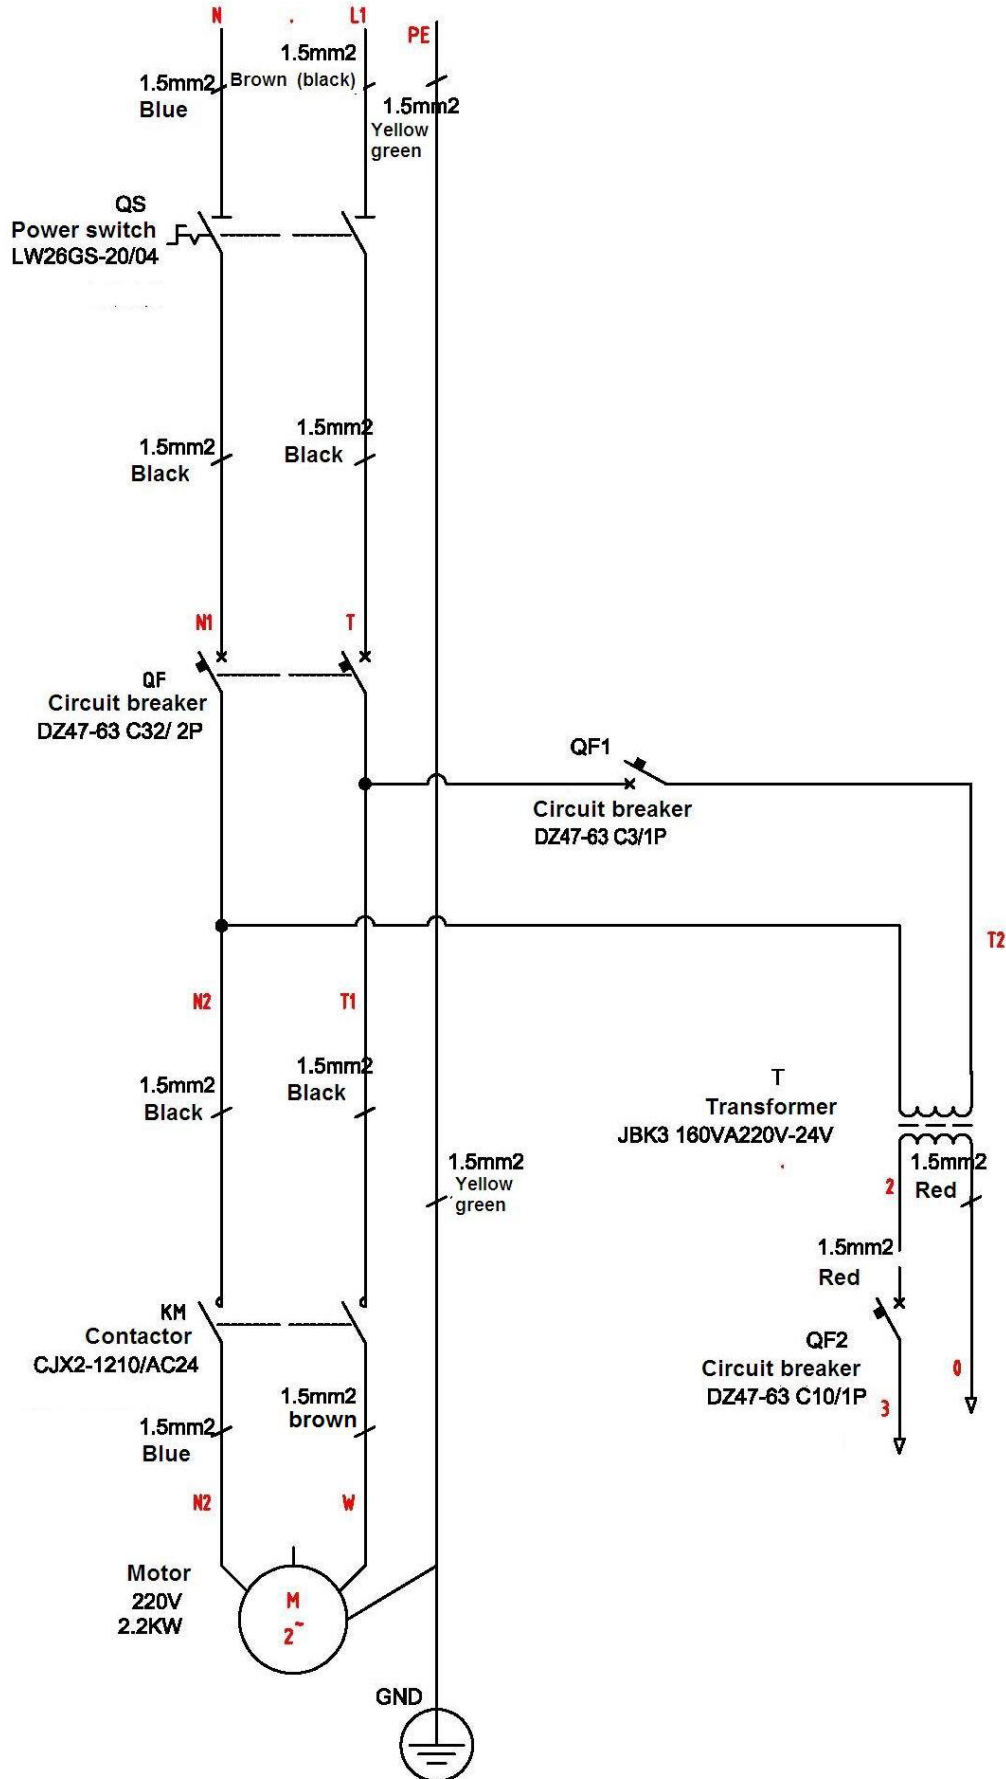 N
L1
PE
1.5mm2
Brown (black)
1.5mm2
Blue
1.5mm2
Yellow
green
QS
Power switch
LW26GS-20/04
1.5mm2
Black
1.5mm2
Black
N1
T
QF
Circuit breaker
DZ47-63 C32/ 2P
QF1
Circuit breaker
DZ47-63 C3/1P
T2
N2
T1
1.5mm2
Black
1.5mm2
Black
T
Transformer
JBK3 160VA220V-24V
1.5mm2
Yellow
green
1.5mm2
Red
2
1.5mm2
Red
KM
Contactor
CJX2-1210/AC24
QF2
Circuit breaker
DZ47-63 C10/1P
0
3
1.5mm2
brown
1.5mm2
Blue
N2
W
Motor
220V
2.2KW
M
2~
GND